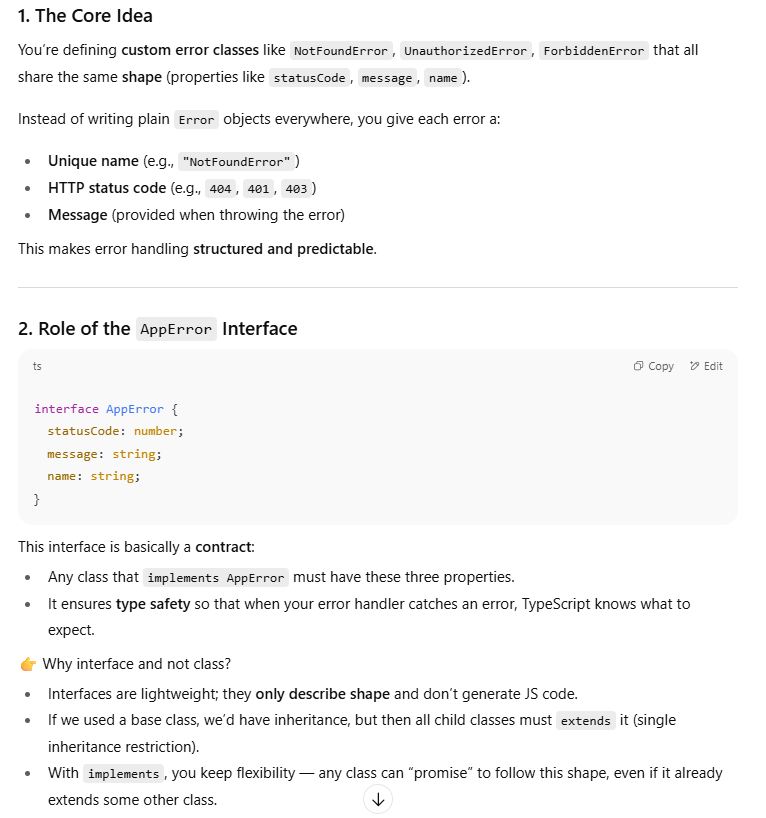 1. The Core Idea
You're defining custom error classes like NotFoundError, UnauthorizedError, ForbiddenError that all
share the same shape (properties like statusCode, message, name).
Instead of writing plain Error objects everywhere, you give each error a:
• Unique name (e.g., "NotFoundError")
• HTTP status code (e.g., 404, 401, 403)
• Message (provided when throwing the error)
This makes error handling structured and predictable.
2. Role of the AppError Interface
ts Copy Edit
interface AppError {
statusCode: number;
message: string;
name: string;
}
This interface is basically a contract:
• Any class that implements AppError must have these three properties.
• It ensures type safety so that when your error handler catches an error, TypeScript knows what to
expect.
👉 Why interface and not class?
• Interfaces are lightweight; they only describe shape and don't generate JS code.
• If we used a base class, we'd have inheritance, but then all child classes must extends it (single
inheritance restriction).
• With implements, you keep flexibility — any class can "promise" to follow this shape, even if it already
extends some other class.